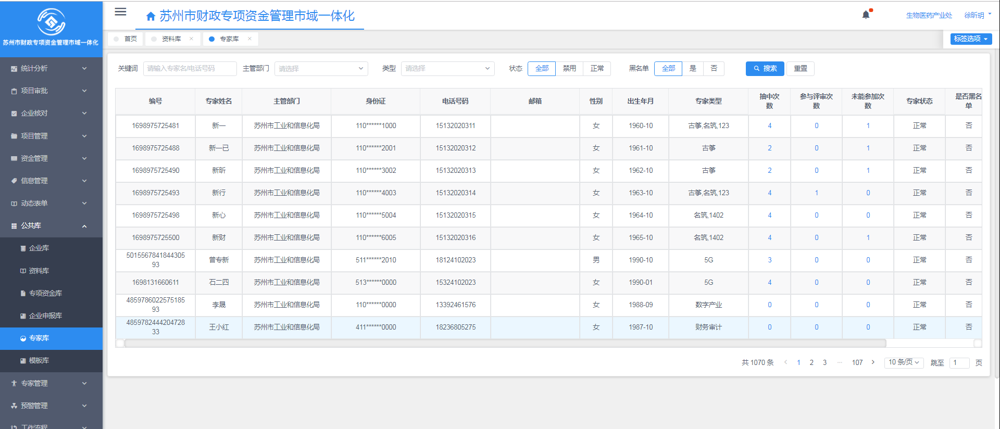 苏州市财政专项资金管理市域一体化
苏州市财政专项资金管理市域一体化
生物医药产业处 徐昕玥
首页 资料库 专家库 标签选项
统计分析
项目审批
企业核对
项目管理
资金管理
信息管理
动态表单
公共库
企业库
资料库
专项资金库
企业申报库
专家库
模板库
专家管理
预警管理
工作流程
关键词 请输入专家名/电话号码 主管部门 请选择 类型 请选择 状态 全部 禁用 正常 黑名单 全部 是 否 搜索 重置
编号 专家姓名 主管部门 身份证 电话号码 邮箱 性别 出生年月 专家类型 抽中次数 参与评审次数 未能参加次数 专家状态 是否黑名单
1698975725481 新一 苏州市工业和信息化局 110******1000 15132020311 女 1960-10 古筝,名筑,123 4 0 1 正常 否
1698975725488 新一已 苏州市工业和信息化局 110******2001 15132020312 女 1961-10 古筝 2 0 1 正常 否
1698975725490 新昕 苏州市工业和信息化局 110******3002 15132020313 女 1962-10 古筝 2 0 1 正常 否
1698975725493 新行 苏州市工业和信息化局 110******4003 15132020314 女 1963-10 古筝,名筑,123 4 1 0 正常 否
1698975725498 新心 苏州市工业和信息化局 110******5004 15132020315 女 1964-10 名筑,1402 4 0 0 正常 否
1698975725500 新财 苏州市工业和信息化局 110******6005 15132020316 女 1965-10 名筑,1402 4 0 1 正常 否
501556784184430593 曾专新 苏州市工业和信息化局 511******2010 18124102023 男 1990-10 5G 3 0 0 正常 否
1698131660611 石二四 苏州市工业和信息化局 513******0000 15324102023 女 1990-01 5G 4 0 0 正常 否
485978602257518593 李晟 苏州市工业和信息化局 110******0000 13392461576 女 1988-09 数字产业 0 0 0 正常 否
485978244420472833 王小红 苏州市工业和信息化局 411******0000 18236805275 女 1987-10 财务审计 0 0 0 正常 否
共 1070 条 1 2 3 ··· 107 10 条/页 跳至 1 页